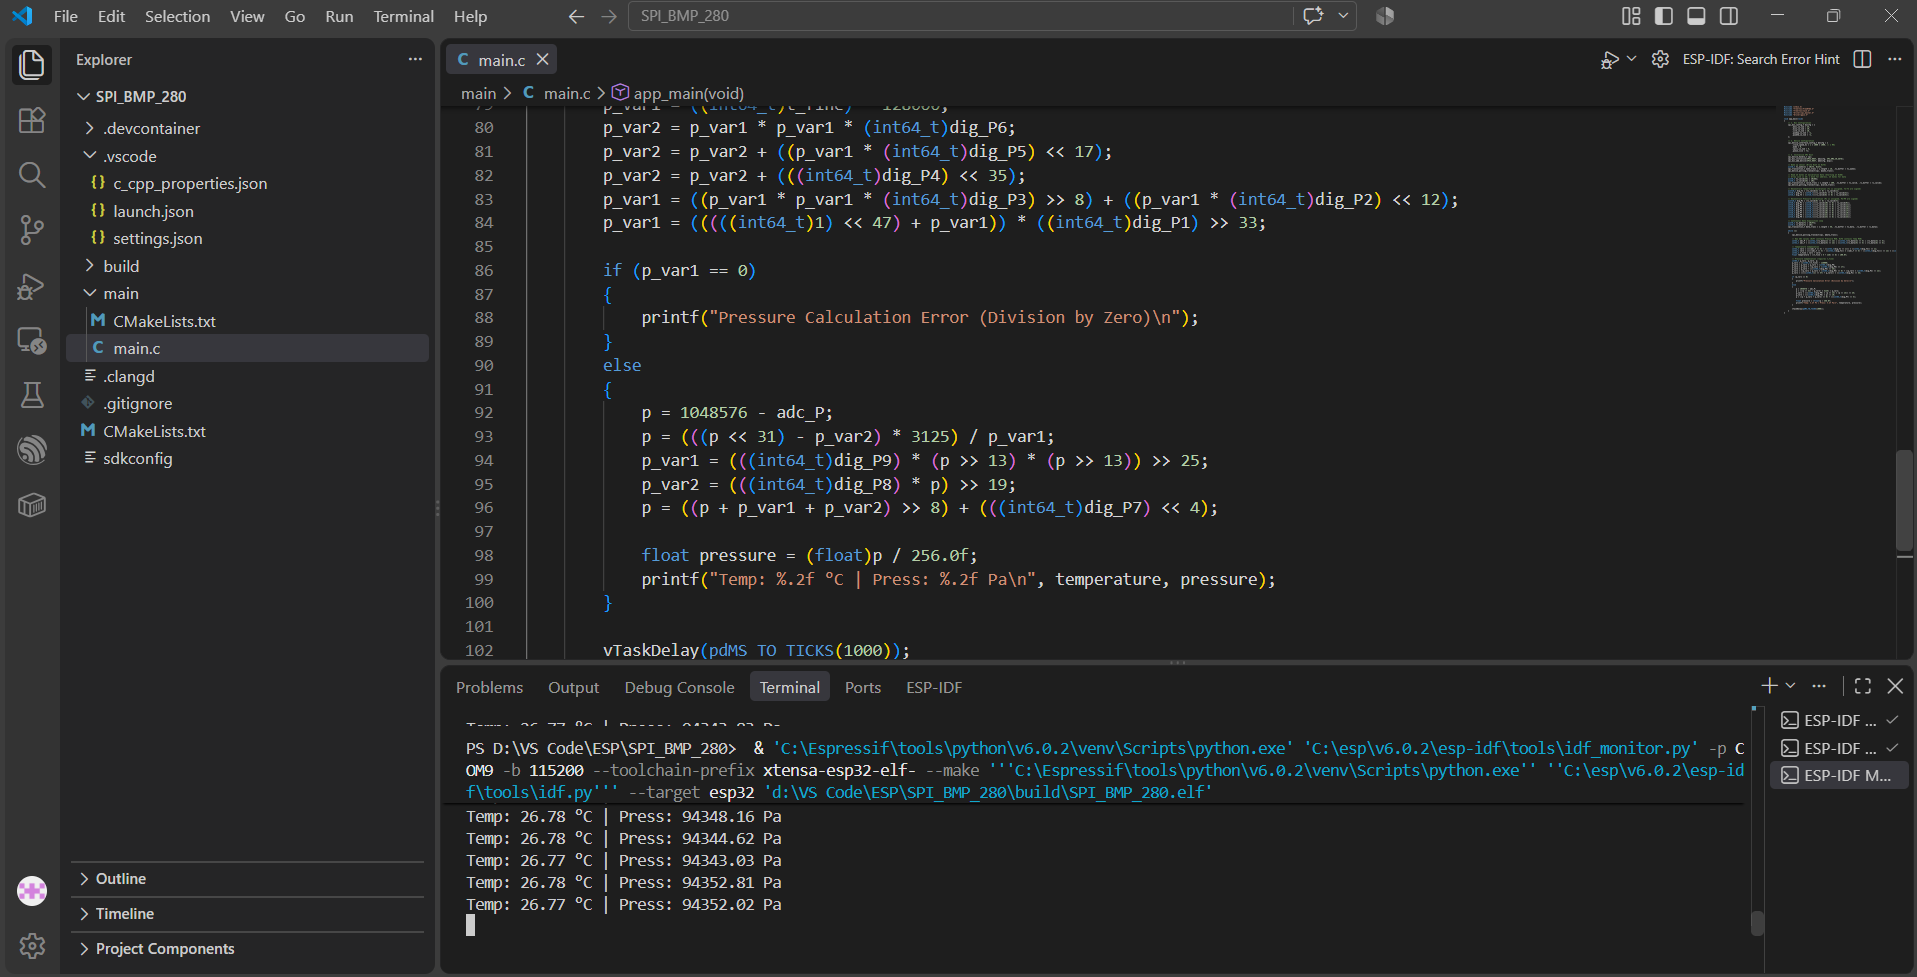 File Edit Selection View Go Run Terminal Help
SPI_BMP_280
Explorer
SPI_BMP_280
.devcontainer
.vscode
{} c_cpp_properties.json
{} launch.json
{} settings.json
build
main
M CMakeLists.txt
C main.c
.clangd
.gitignore
M CMakeLists.txt
sdkconfig
Outline
Timeline
Project Components
C main.c
ESP-IDF: Search Error Hint
main > C main.c > app_main(void)
80 p_var2 = p_var1 * p_var1 * (int64_t)dig_P6;
81 p_var2 = p_var2 + ((p_var1 * (int64_t)dig_P5) << 17);
82 p_var2 = p_var2 + (((int64_t)dig_P4) << 35);
83 p_var1 = ((p_var1 * p_var1 * (int64_t)dig_P3) >> 8) + ((p_var1 * (int64_t)dig_P2) << 12);
84 p_var1 = (((((int64_t)1) << 47) + p_var1)) * ((int64_t)dig_P1) >> 33;
85
86 if (p_var1 == 0)
87 {
88 printf("Pressure Calculation Error (Division by Zero)\n");
89 }
90 else
91 {
92 p = 1048576 - adc_P;
93 p = (((p << 31) - p_var2) * 3125) / p_var1;
94 p_var1 = (((int64_t)dig_P9) * (p >> 13) * (p >> 13)) >> 25;
95 p_var2 = (((int64_t)dig_P8) * p) >> 19;
96 p = ((p + p_var1 + p_var2) >> 8) + (((int64_t)dig_P7) << 4);
97
98 float pressure = (float)p / 256.0f;
99 printf("Temp: %.2f ºC | Press: %.2f Pa\n", temperature, pressure);
100 }
101
102 vTaskDelay(pdMS_TO_TICKS(1000));
Problems Output Debug Console Terminal Ports ESP-IDF
PS D:\VS Code\ESP\SPI_BMP_280> & 'C:\Espressif\tools\python\v6.0.2\venv\Scripts\python.exe' 'C:\esp\v6.0.2\esp-idf\tools\idf_monitor.py' -p C
OM9 -b 115200 --toolchain-prefix xtensa-esp32-elf- --make '''C:\Espressif\tools\python\v6.0.2\venv\Scripts\python.exe'' ''C:\esp\v6.0.2\esp-id
f\tools\idf.py''' --target esp32 'd:\VS Code\ESP\SPI_BMP_280\build\SPI_BMP_280.elf'
Temp: 26.78 ºC | Press: 94348.16 Pa
Temp: 26.78 ºC | Press: 94344.62 Pa
Temp: 26.77 ºC | Press: 94343.03 Pa
Temp: 26.78 ºC | Press: 94352.81 Pa
Temp: 26.77 ºC | Press: 94352.02 Pa
ESP-IDF ...
ESP-IDF ...
ESP-IDF M...